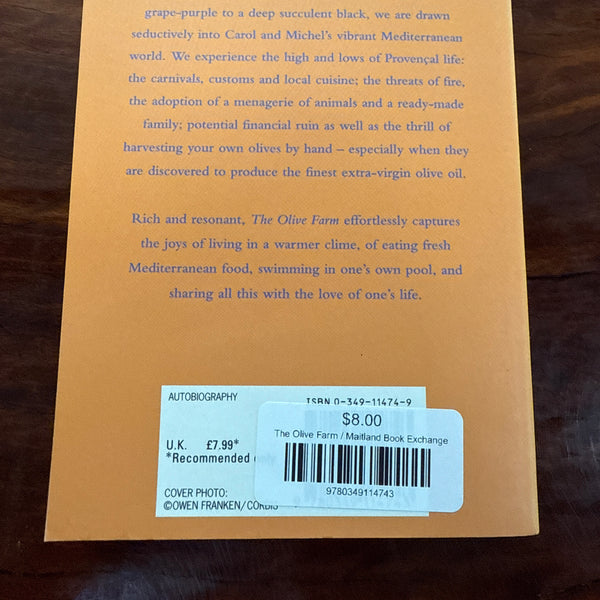 grape-purple to a deep succulent black, we are drawn
seductively into Carol and Michel's vibrant Mediterranean
world. We experience the high and lows of Provençal life:
the carnivals, customs and local cuisine; the threats of fire,
the adoption of a menagerie of animals and a ready-made
family; potential financial ruin as well as the thrill of
harvesting your own olives by hand – especially when they
are discovered to produce the finest extra-virgin olive oil.
Rich and resonant, The Olive Farm effortlessly captures
the joys of living in a warmer clime, of eating fresh
Mediterranean food, swimming in one's own pool, and
sharing all this with the love of one's life.
AUTOBIOGRAPHY
ISBN 0-349-11474-9
U.K. £7.99*
*Recommended
COVER PHOTO:
©OWEN FRANKEN/CORBIS
$8.00
The Olive Farm / Maitland Book Exchange
9780349114743